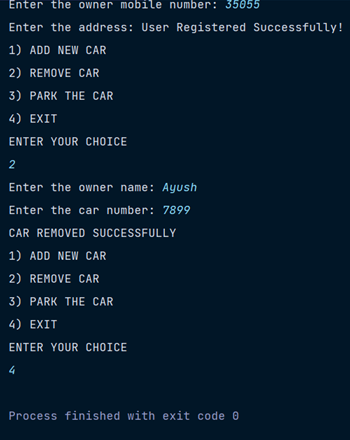 Enter the owner mobile number: 35055
Enter the address: User Registered Successfully!
1) ADD NEW CAR
2) REMOVE CAR
3) PARK THE CAR
4) EXIT
ENTER YOUR CHOICE
2
Enter the owner name: Ayush
Enter the car number: 7899
CAR REMOVED SUCCESSFULLY
1) ADD NEW CAR
2) REMOVE CAR
3) PARK THE CAR
4) EXIT
ENTER YOUR CHOICE
4
Process finished with exit code 0